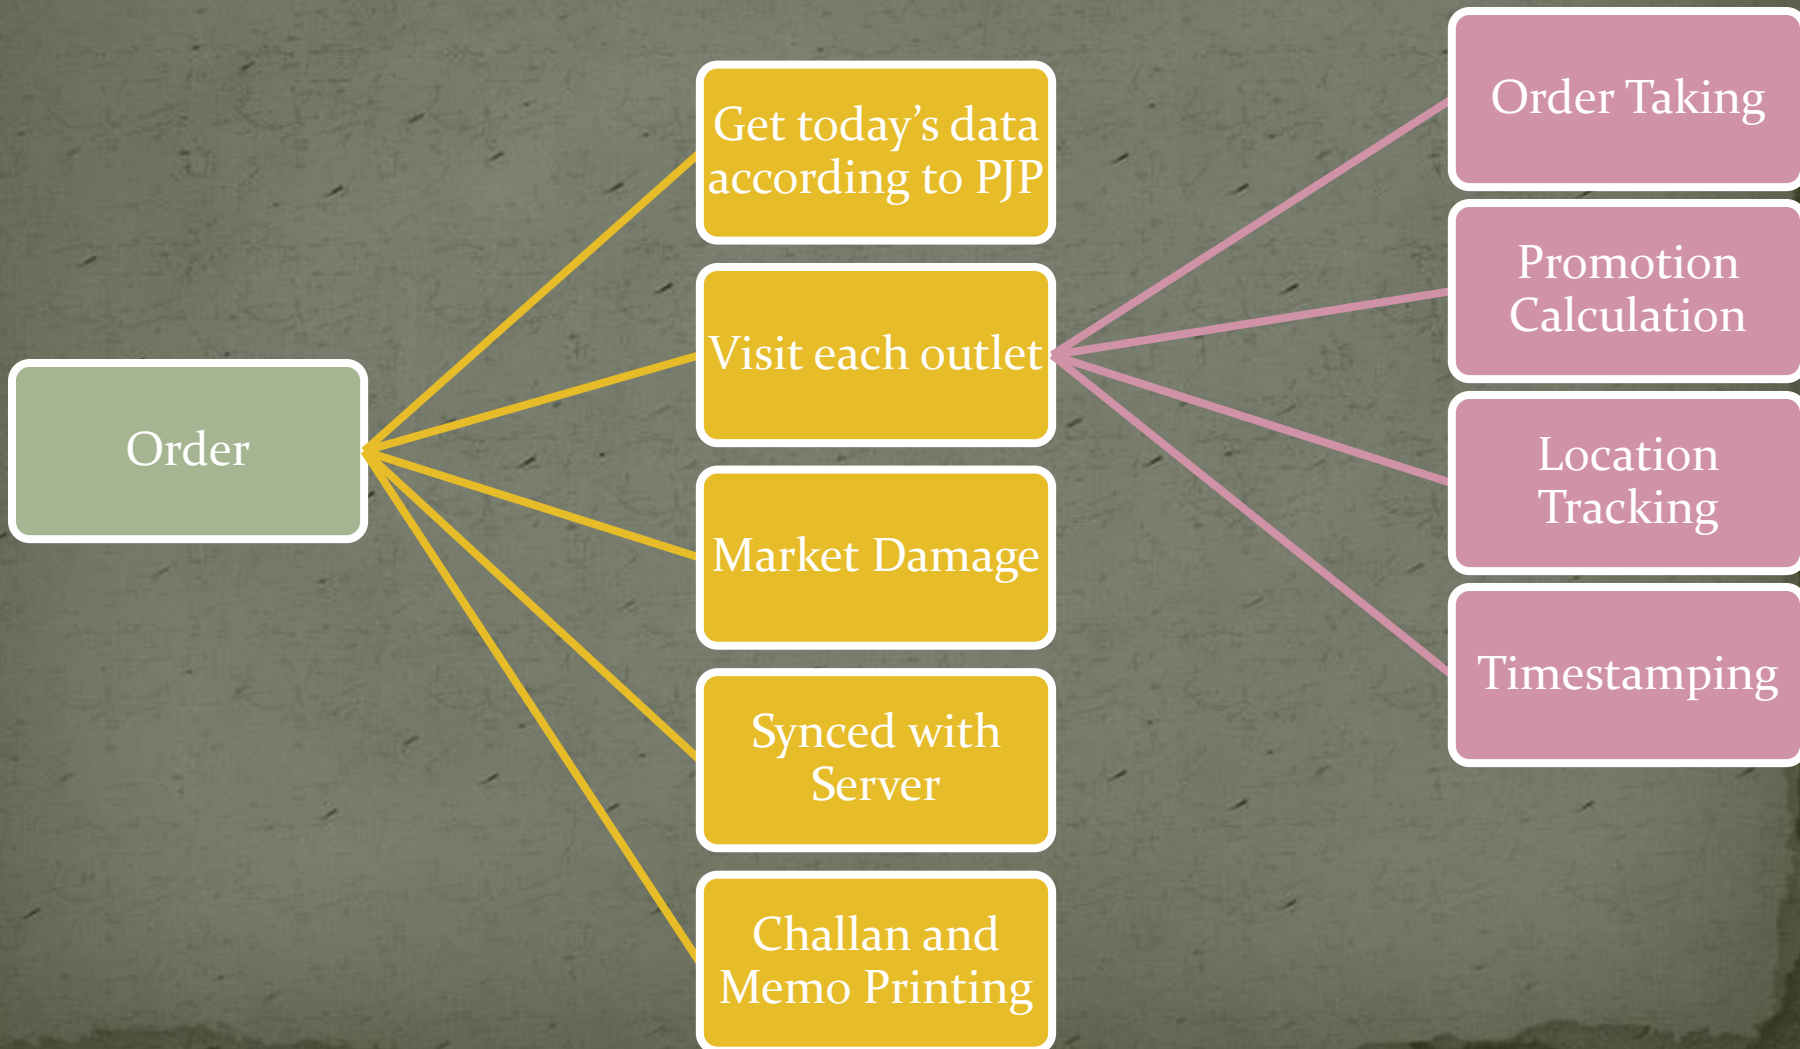 Order
Get today’s data
according to PJP
Visit each outlet
Market Damage
Synced with
Server
Challan and
Memo Printing
Order Taking
Promotion
Calculation
Location
Tracking
Timestamping